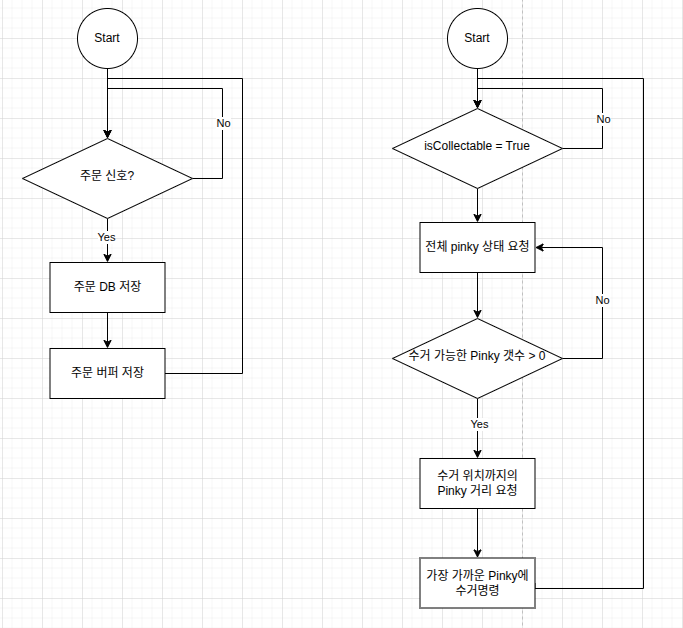 Start
No
주문 신호?
Yes
주문 DB 저장
주문 버퍼 저장
Start
No
isCollectable = True
전체 pinky 상태 요청
No
수거 가능한 Pinky 갯수 > 0
Yes
수거 위치까지의
Pinky 거리 요청
가장 가까운 Pinky에
수거명령